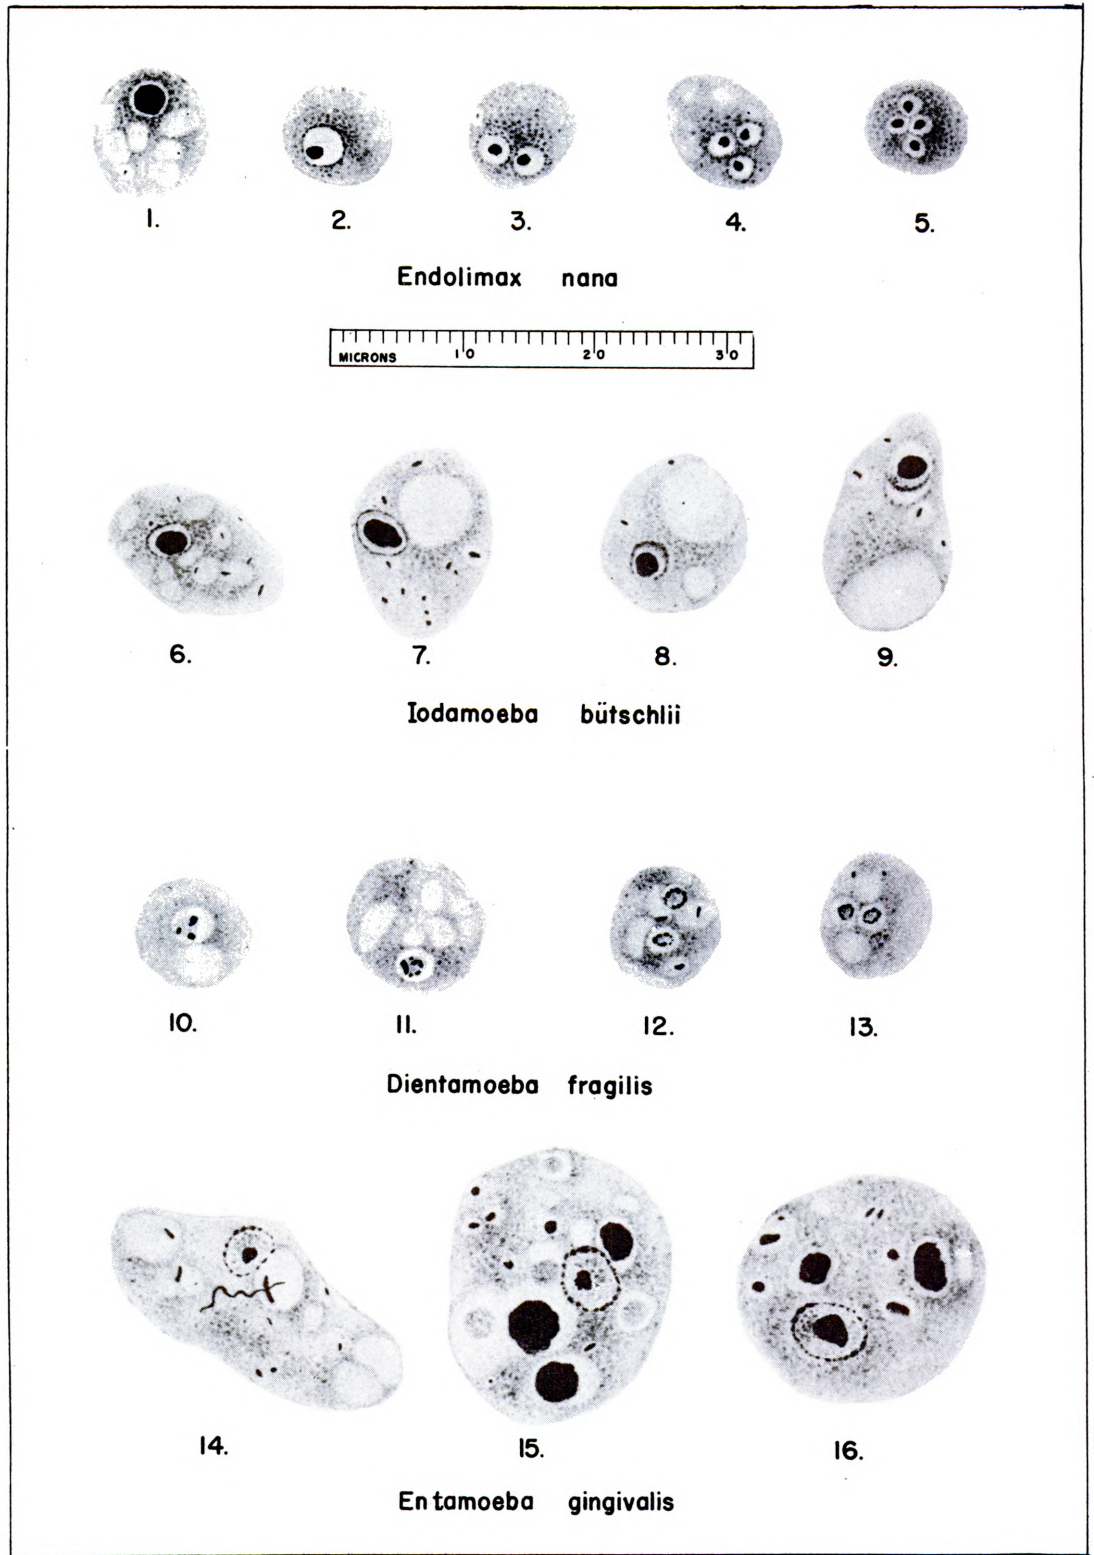 1. 2. 3. 4. 5.
Endolimax nana
MICRONS 10 20 30
6. 7. 8. 9.
Iodamoeba bütschlii
10. 11. 12. 13.
Dientamoeba fragilis
14. 15. 16.
Entamoeba gingivalis